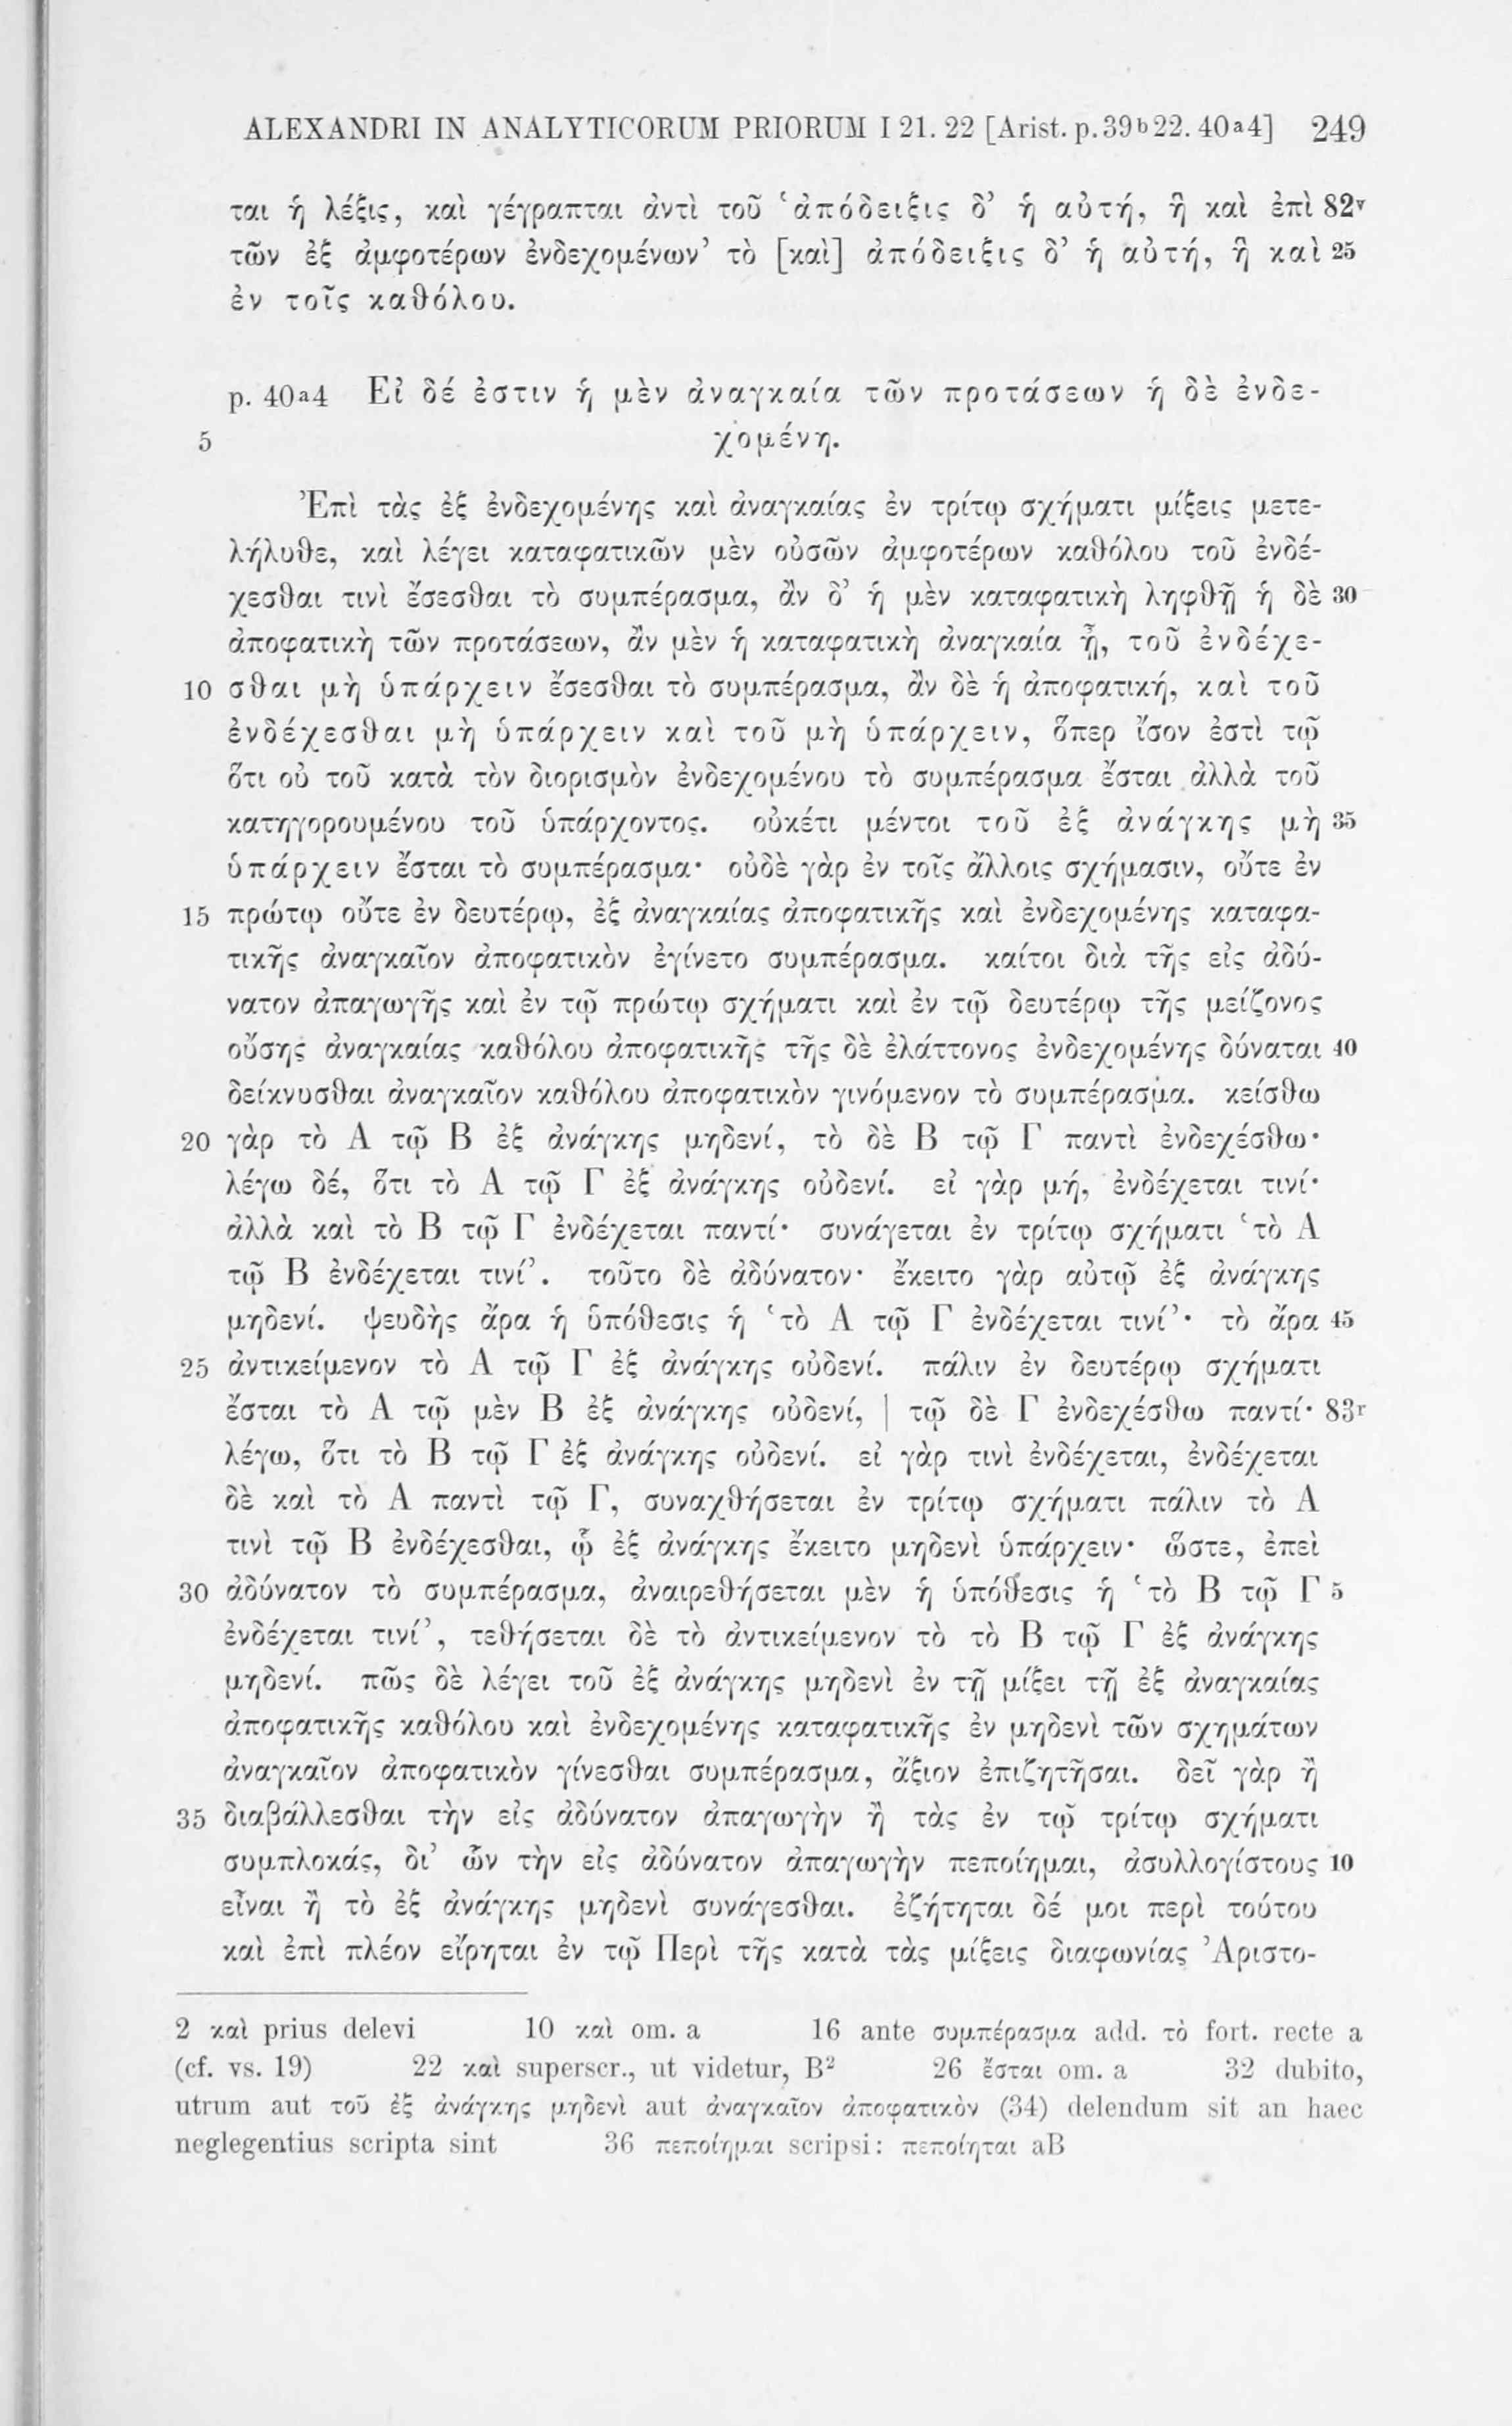 ALEXANDRI IN ANALYTICORUM PRIORUM I 21. 22 [Arist. p. 39b22. 40a4] 249
ται ἡ λέξις, καὶ γέγραπται ἀντὶ τοῦ ‘ἀπόδειξις δ’ ἡ αὐτή, ἣ καὶ ἐπὶ 82v
τῶν ἐξ ἀμφοτέρων ἐνδεχομένων’ τὸ [καὶ] ἀπόδειξις δ’ ἡ αὐτή, ἣ καὶ 25
ἐν τοῖς καθόλου.
p. 40a4 Εἰ δέ ἐστιν ἡ μὲν ἀναγκαία τῶν προτάσεων ἡ δὲ ἐνδε-
5 χομένη.
Ἐπὶ τὰς ἐξ ἐνδεχομένης καὶ ἀναγκαίας ἐν τρίτῳ σχήματι μίξεις μετε-
λήλυθε, καὶ λέγει καταφατικῶν μὲν οὐσῶν ἀμφοτέρων καθόλου τοῦ ἐνδέ-
χεσθαι τινὶ ἔσεσθαι τὸ συμπέρασμα, ἂν δ’ ἡ μὲν καταφατικὴ ληφθῇ ἡ δὲ 30
ἀποφατικὴ τῶν προτάσεων, ἂν μὲν ἡ καταφατικὴ ἀναγκαία ᾖ, τοῦ ἐνδέχε-
10 σθαι μὴ ὑπάρχειν ἔσεσθαι τὸ συμπέρασμα, ἂν δὲ ἡ ἀποφατική, καὶ τοῦ
ἐνδέχεσθαι μὴ ὑπάρχειν καὶ τοῦ μὴ ὑπάρχειν, ὅπερ ἴσον ἐστὶ τῷ
ὅτι οὐ τοῦ κατὰ τὸν διορισμὸν ἐνδεχομένου τὸ συμπέρασμα ἔσται ἀλλὰ τοῦ
κατηγορουμένου τοῦ ὑπάρχοντος. οὐκέτι μέντοι τοῦ ἐξ ἀνάγκης μὴ 35
ὑπάρχειν ἔσται τὸ συμπέρασμα· οὐδὲ γὰρ ἐν τοῖς ἄλλοις σχήμασιν, οὔτε ἐν
15 πρώτῳ οὔτε ἐν δευτέρῳ, ἐξ ἀναγκαίας ἀποφατικῆς καὶ ἐνδεχομένης καταφα-
τικῆς ἀναγκαῖον ἀποφατικὸν ἐγίνετο συμπέρασμα. καίτοι διὰ τῆς εἰς ἀδύ-
νατον ἀπαγωγῆς καὶ ἐν τῷ πρώτῳ σχήματι καὶ ἐν τῷ δευτέρῳ τῆς μείζονος
οὔσης ἀναγκαίας καθόλου ἀποφατικῆς τῆς δὲ ἐλάττονος ἐνδεχομένης δύναται 40
δείκνυσθαι ἀναγκαῖον καθόλου ἀποφατικὸν γινόμενον τὸ συμπέρασμα. κείσθω
20 γὰρ τὸ Α τῷ Β ἐξ ἀνάγκης μηδενί, τὸ δὲ Β τῷ Γ παντὶ ἐνδεχέσθω·
λέγω δέ, ὅτι τὸ Α τῷ Γ ἐξ ἀνάγκης οὐδενί. εἰ γὰρ μή, ἐνδέχεται τινί·
ἀλλὰ καὶ τὸ Β τῷ Γ ἐνδέχεται παντί· συνάγεται ἐν τρίτῳ σχήματι ‘τὸ Α
τῷ Β ἐνδέχεται τινί’. τοῦτο δὲ ἀδύνατον· ἔκειτο γὰρ αὐτῷ ἐξ ἀνάγκης
μηδενί. ψευδὴς ἄρα ἡ ὑπόθεσις ἡ ‘τὸ Α τῷ Γ ἐνδέχεται τινί’· τὸ ἄρα 45
25 ἀντικείμενον τὸ Α τῷ Γ ἐξ ἀνάγκης οὐδενί. πάλιν ἐν δευτέρῳ σχήματι
ἔσται τὸ Α τῷ μὲν Β ἐξ ἀνάγκης οὐδενί, | τῷ δὲ Γ ἐνδεχέσθω παντί· 83r
λέγω, ὅτι τὸ Β τῷ Γ ἐξ ἀνάγκης οὐδενί. εἰ γὰρ τινὶ ἐνδέχεται, ἐνδέχεται
δὲ καὶ τὸ Α παντὶ τῷ Γ, συναχθήσεται ἐν τρίτῳ σχήματι πάλιν τὸ Α
τινὶ τῷ Β ἐνδέχεσθαι, ᾧ ἐξ ἀνάγκης ἔκειτο μηδενὶ ὑπάρχειν· ὥστε, ἐπεὶ
30 ἀδύνατον τὸ συμπέρασμα, ἀναιρεθήσεται μὲν ἡ ὑπόθεσις ἡ ‘τὸ Β τῷ Γ 5
ἐνδέχεται τινί’, τεθήσεται δὲ τὸ ἀντικείμενον τὸ τὸ Β τῷ Γ ἐξ ἀνάγκης
μηδενί. πῶς δὲ λέγει τοῦ ἐξ ἀνάγκης μηδενὶ ἐν τῇ μίξει τῇ ἐξ ἀναγκαίας
ἀποφατικῆς καθόλου καὶ ἐνδεχομένης καταφατικῆς ἐν μηδενὶ τῶν σχημάτων
ἀναγκαῖον ἀποφατικὸν γίνεσθαι συμπέρασμα, ἄξιον ἐπιζητῆσαι. δεῖ γὰρ ἢ
35 διαβάλλεσθαι τὴν εἰς ἀδύνατον ἀπαγωγὴν ἢ τὰς ἐν τῷ τρίτῳ σχήματι
συμπλοκάς, δι’ ὧν τὴν εἰς ἀδύνατον ἀπαγωγὴν πεποίημαι, ἀσυλλογίστους 10
εἶναι ἢ τὸ ἐξ ἀνάγκης μηδενὶ συνάγεσθαι. ἐζήτηται δέ μοι περὶ τούτου
καὶ ἐπὶ πλέον εἴρηται ἐν τῷ Περὶ τῆς κατὰ τὰς μίξεις διαφωνίας Ἀριστο-
2 καὶ prius delevi 10 καὶ om. a 16 ante συμπέρασμα add. τὸ fort. recte a
(cf. vs. 19) 22 καὶ superscr., ut videtur, B² 26 ἔσται om. a 32 dubito,
utrum aut τοῦ ἐξ ἀνάγκης μηδενὶ aut ἀναγκαῖον ἀποφατικὸν (34) delendum sit an haec
neglegentius scripta sint 36 πεποίημαι scripsi: πεποίηται aB